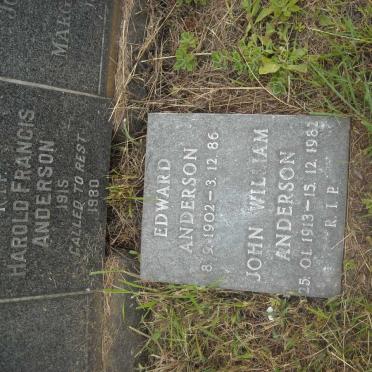 R.I.P.
HAROLD FRANCIS
ANDERSON
1915
CALLED TO REST
1980
EDWARD
ANDERSON
8.9.1902-3.12.86
JOHN WILLIAM
ANDERSON
25.01.1913-15.12.1982
R.I.P.